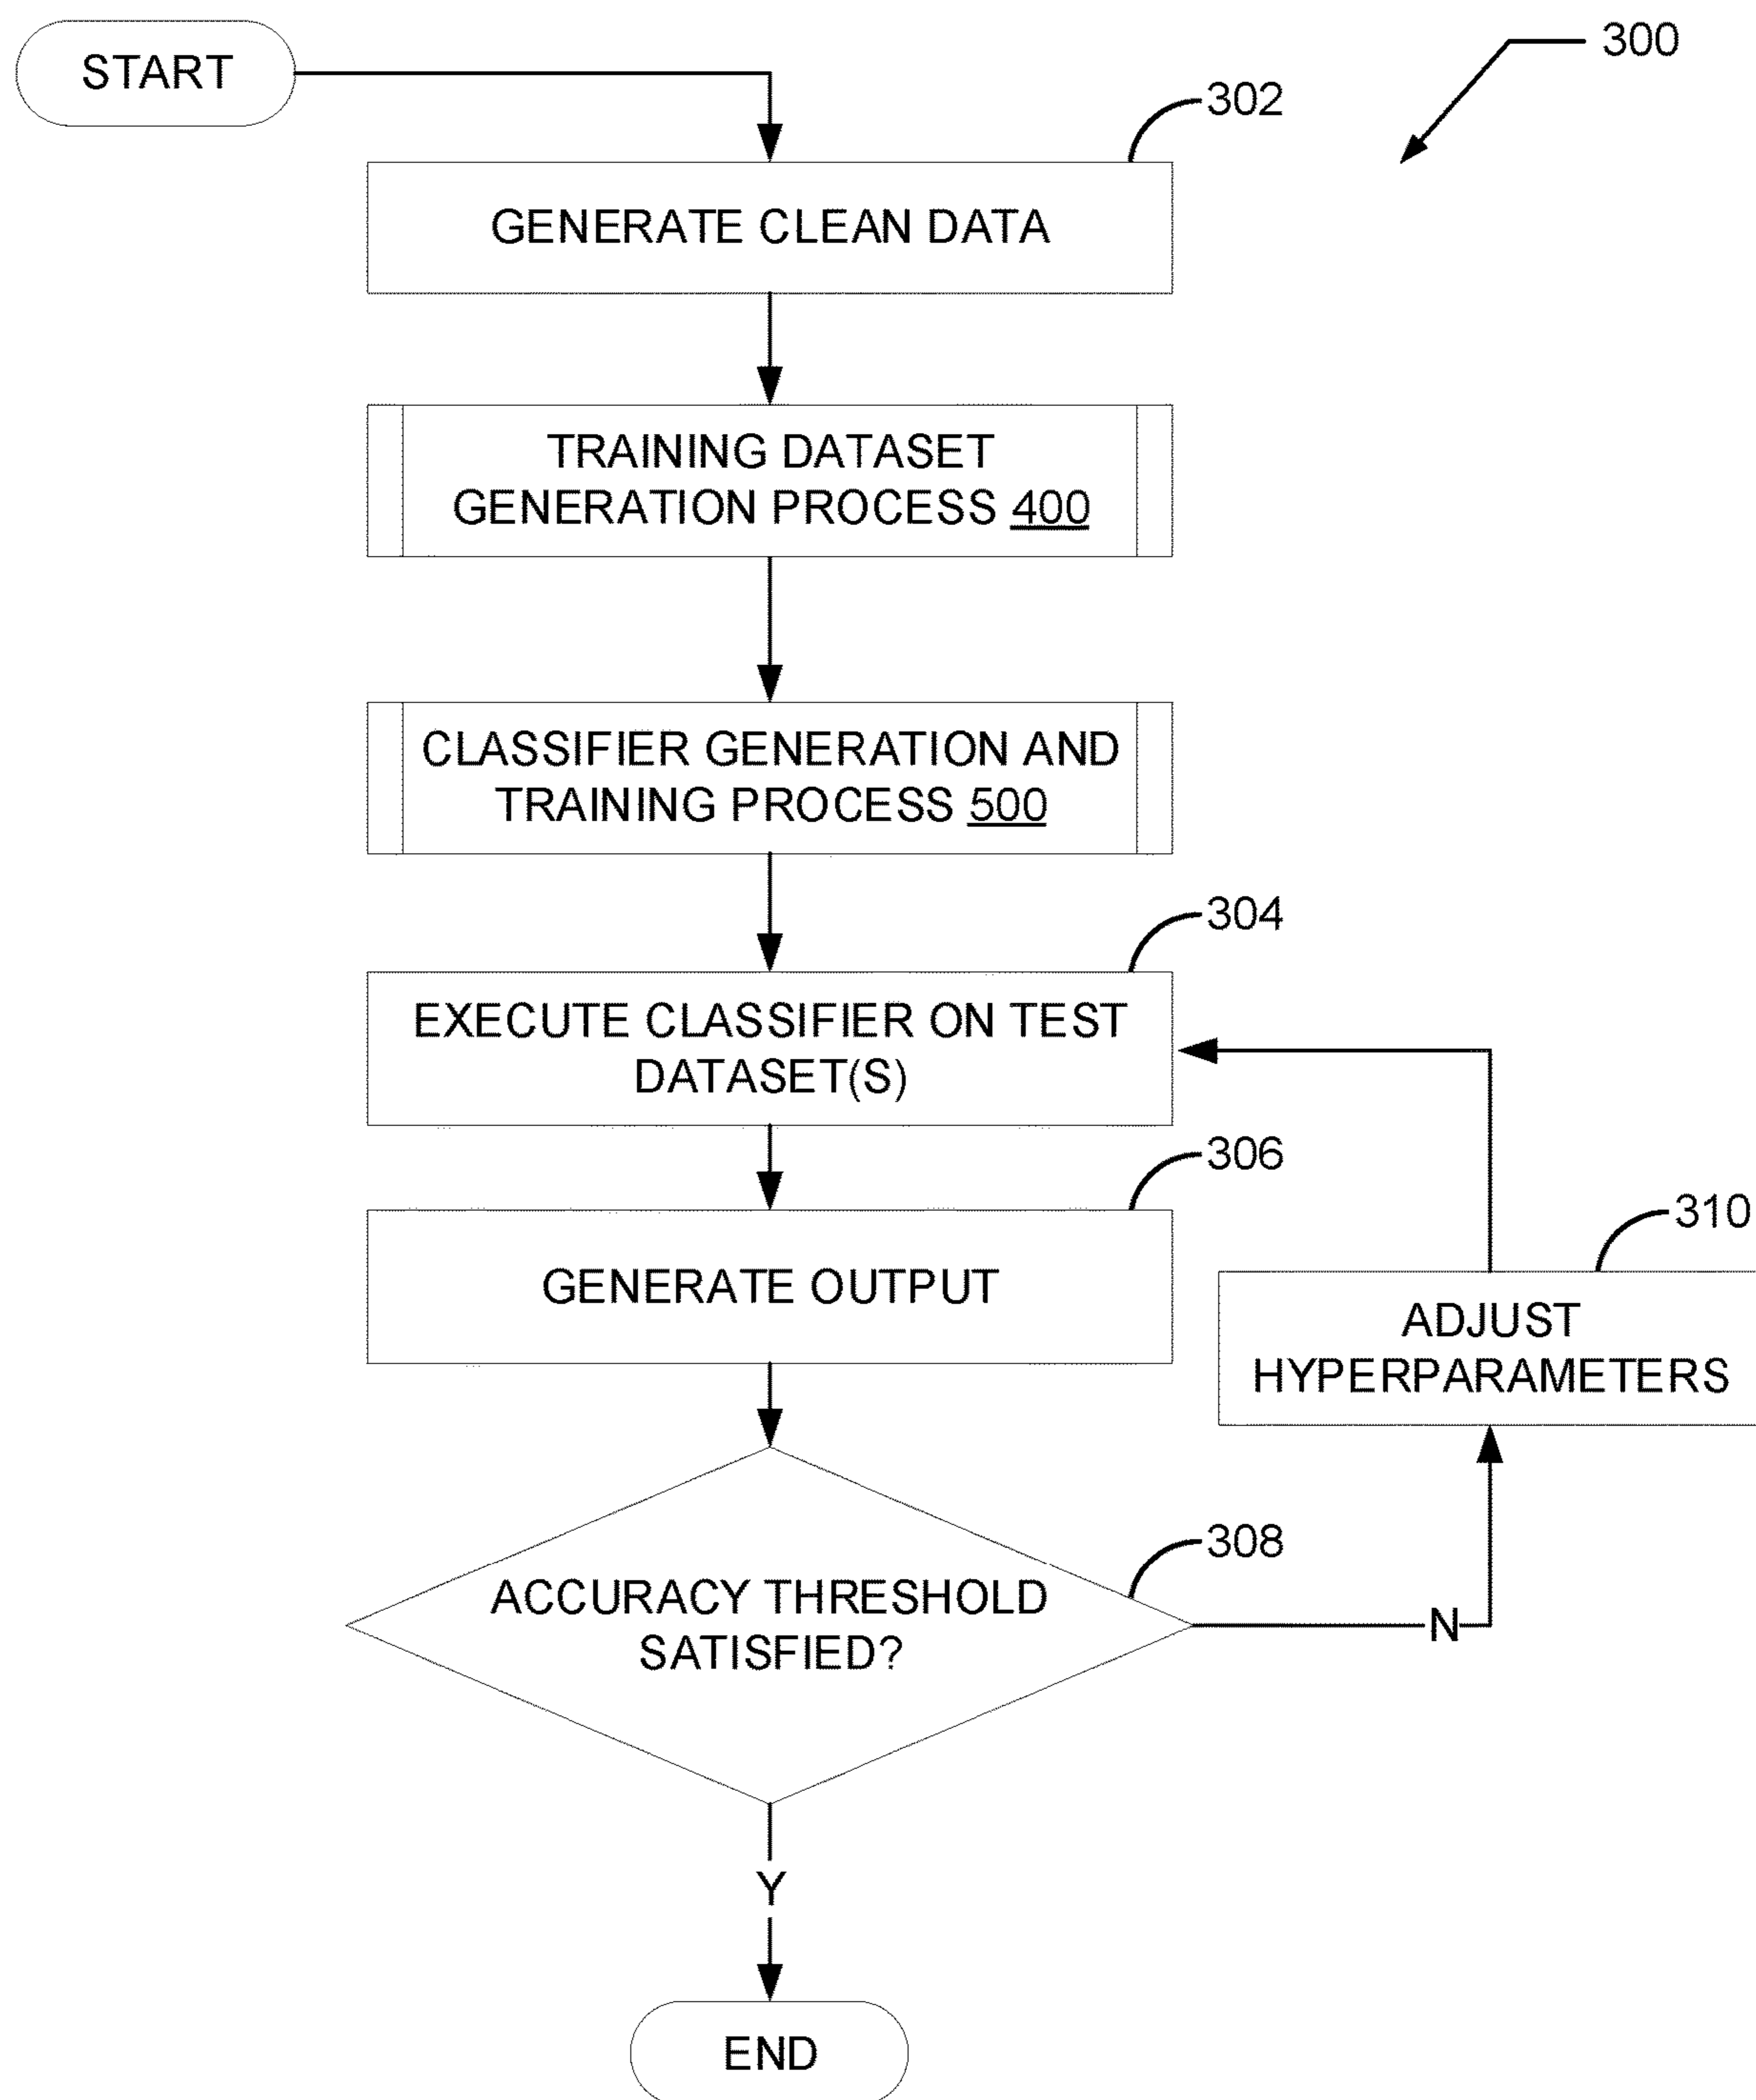 START
300
302
GENERATE CLEAN DATA
TRAINING DATASET
GENERATION PROCESS 400
CLASSIFIER GENERATION AND
TRAINING PROCESS 500
304
EXECUTE CLASSIFIER ON TEST
DATASET(S)
306
GENERATE OUTPUT
310
ADJUST
HYPERPARAMETERS
308
ACCURACY THRESHOLD
SATISFIED?
N
Y
END